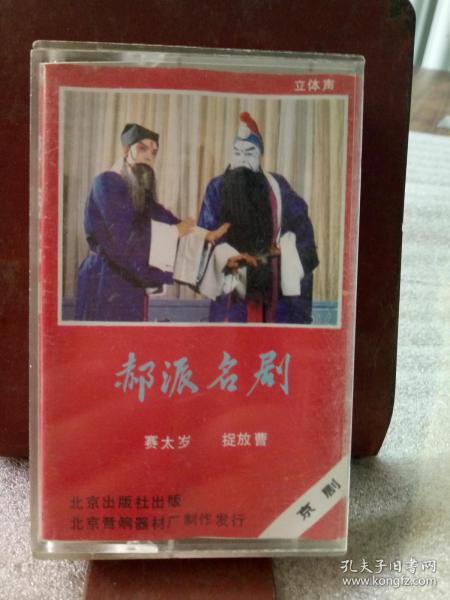 立体声
郝派名剧
赛太岁 捉放曹
京剧
北京出版社出版
北京音响器材厂制作发行
孔夫子旧书网
www.kongfz.com